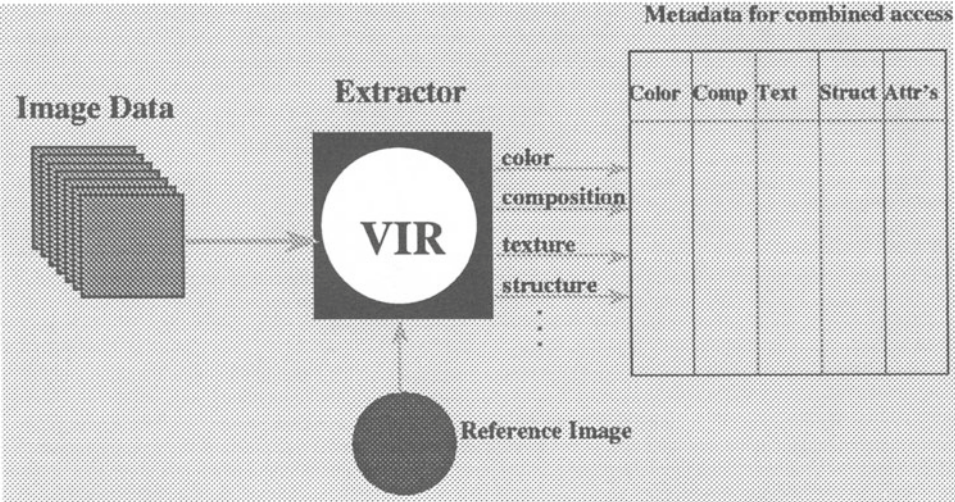 Metadata for combined access
Image Data
Extractor
Color Comp Text Struct Attr's
VIR
color
composition
texture
structure
Reference Image